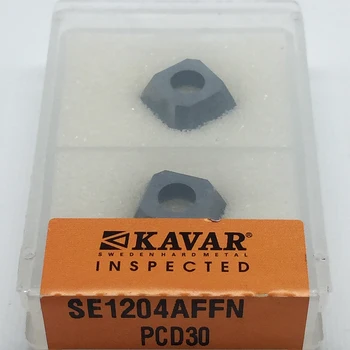 KAVAR
SWEDENHARDMETAL
INSPECTED
SE1204AFFN
PCD30